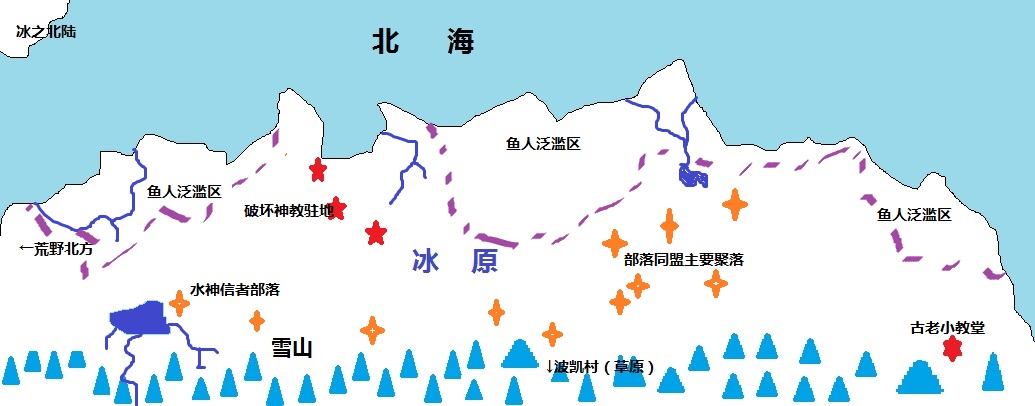 冰之北陆
北 海
鱼人泛滥区
鱼人泛滥区
破坏神教驻地
鱼人泛滥区
←荒野北方
冰 原
部落同盟主要聚落
水神信者部落
古老小教堂
雪山
↓波凯村（草原）